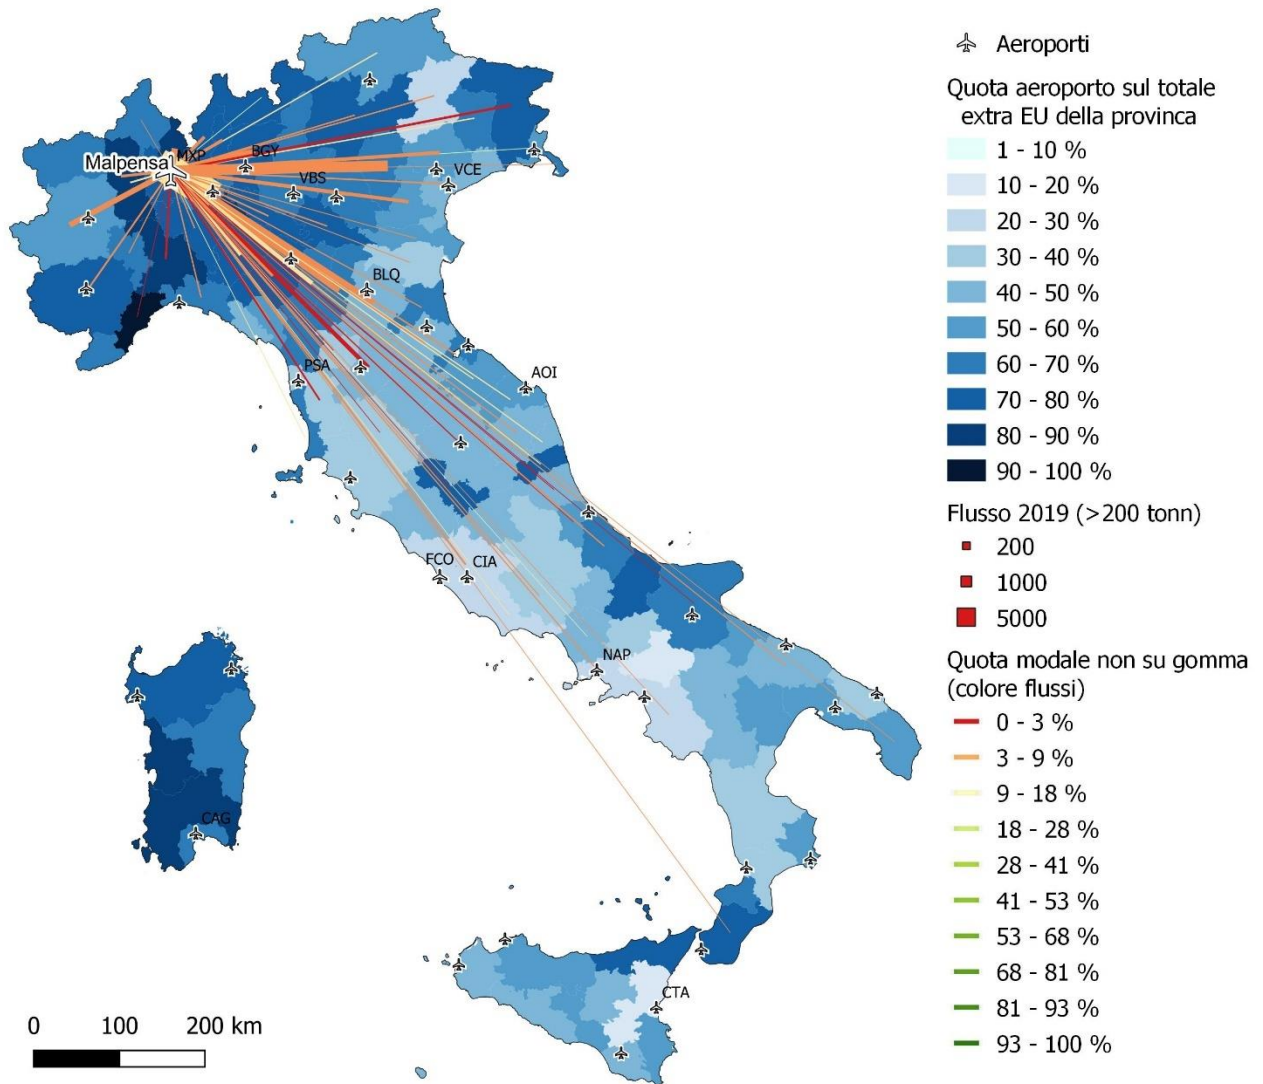 Malpensa
MXP
BGY
VBS
VCE
BLQ
PSA
AOI
FCO
CIA
NAP
CAG
CTA
0 100 200 km
Aeroporti
Quota aeroporto sul totale
extra EU della provinca
1 - 10 %
10 - 20 %
20 - 30 %
30 - 40 %
40 - 50 %
50 - 60 %
60 - 70 %
70 - 80 %
80 - 90 %
90 - 100 %
Flusso 2019 (>200 tonn)
200
1000
5000
Quota modale non su gomma
(colore flussi)
0 - 3 %
3 - 9 %
9 - 18 %
18 - 28 %
28 - 41 %
41 - 53 %
53 - 68 %
68 - 81 %
81 - 93 %
93 - 100 %